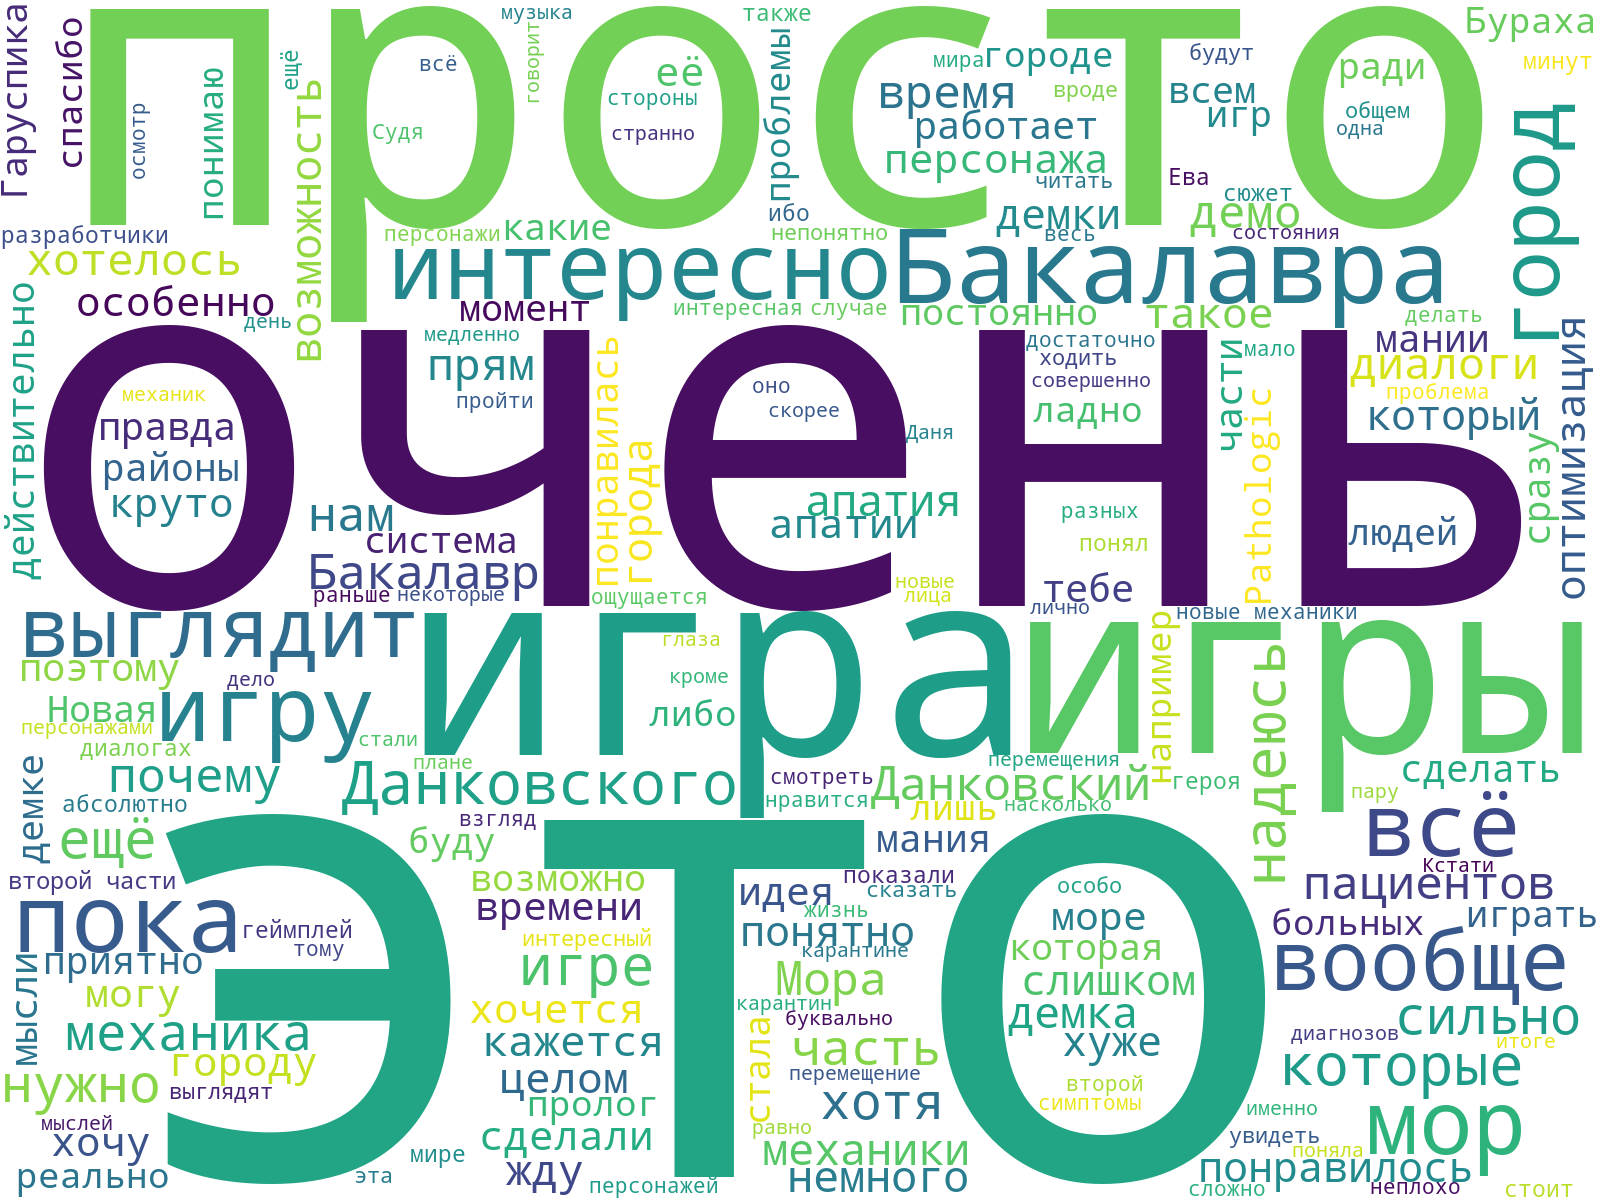 просто
очень
это
игра
игры
Гаруспика
спасибо
осмотр
понимаю
ещё
возможность
музыка
говорит
всё
Судя
её
стороны
странно
проблемы
также
ибо
непонятно
время
работает
персонажа
мира
городе
вроде
читать
демки
весь
будут
всем
игр
Ева
сюжет
демо
состояния
ради
общем
одна
Бураха
минут
город
разработчики
хотелось
особенно
день
действительно
персонажи
какие
интересно
Бакалавра
момент
интересная
случае
постоянно
такое
делать
мании
диалоги
проблема
который
оптимизация
сразу
людей
медленно
прям
пройти
понравилась
города
механик
правда
районы
круто
оно
скорее
Даня
достаточно
ходить
совершенно
ладно
части
мало
Pathologic
апатия
апатии
разных
понял
нам
система
Бакалавр
раньше
некоторые
ощущается
новые
лица
тебе
лично
новые механики
выглядит
поэтому
дело
Новая
игру
персонажами
диалогах
стали
плане
почему
глаза
кроме
либо
например
надеюсь
Данковского
смотреть
нравится
Данковский
перемещения
насколько
героя
сделать
пару
всё
демке
абсолютно
ещё
взгляд
буду
лишь
мания
Кстати
второй части
пациентов
возможно
времени
идея
показали
сказать
жизнь
особо
море
больных
играть
пока
геймплей
тому
интересный
игре
понятно
карантине
которая
слишком
вообще
мысли
приятно
могу
хочется
Мора
карантин
демка
сильно
диагнозов
итоге
механика
кажется
стала
буквально
часть
хуже
городу
нужно
выглядят
целом
перемещение
второй
симптомы
которые
пролог
хотя
именно
мыслей
хочу
сделали
равно
механики
мор
увидеть
поняла
реально
эта
мире
жду
персонажей
немного
понравилось
сложно
неплохо
стоит